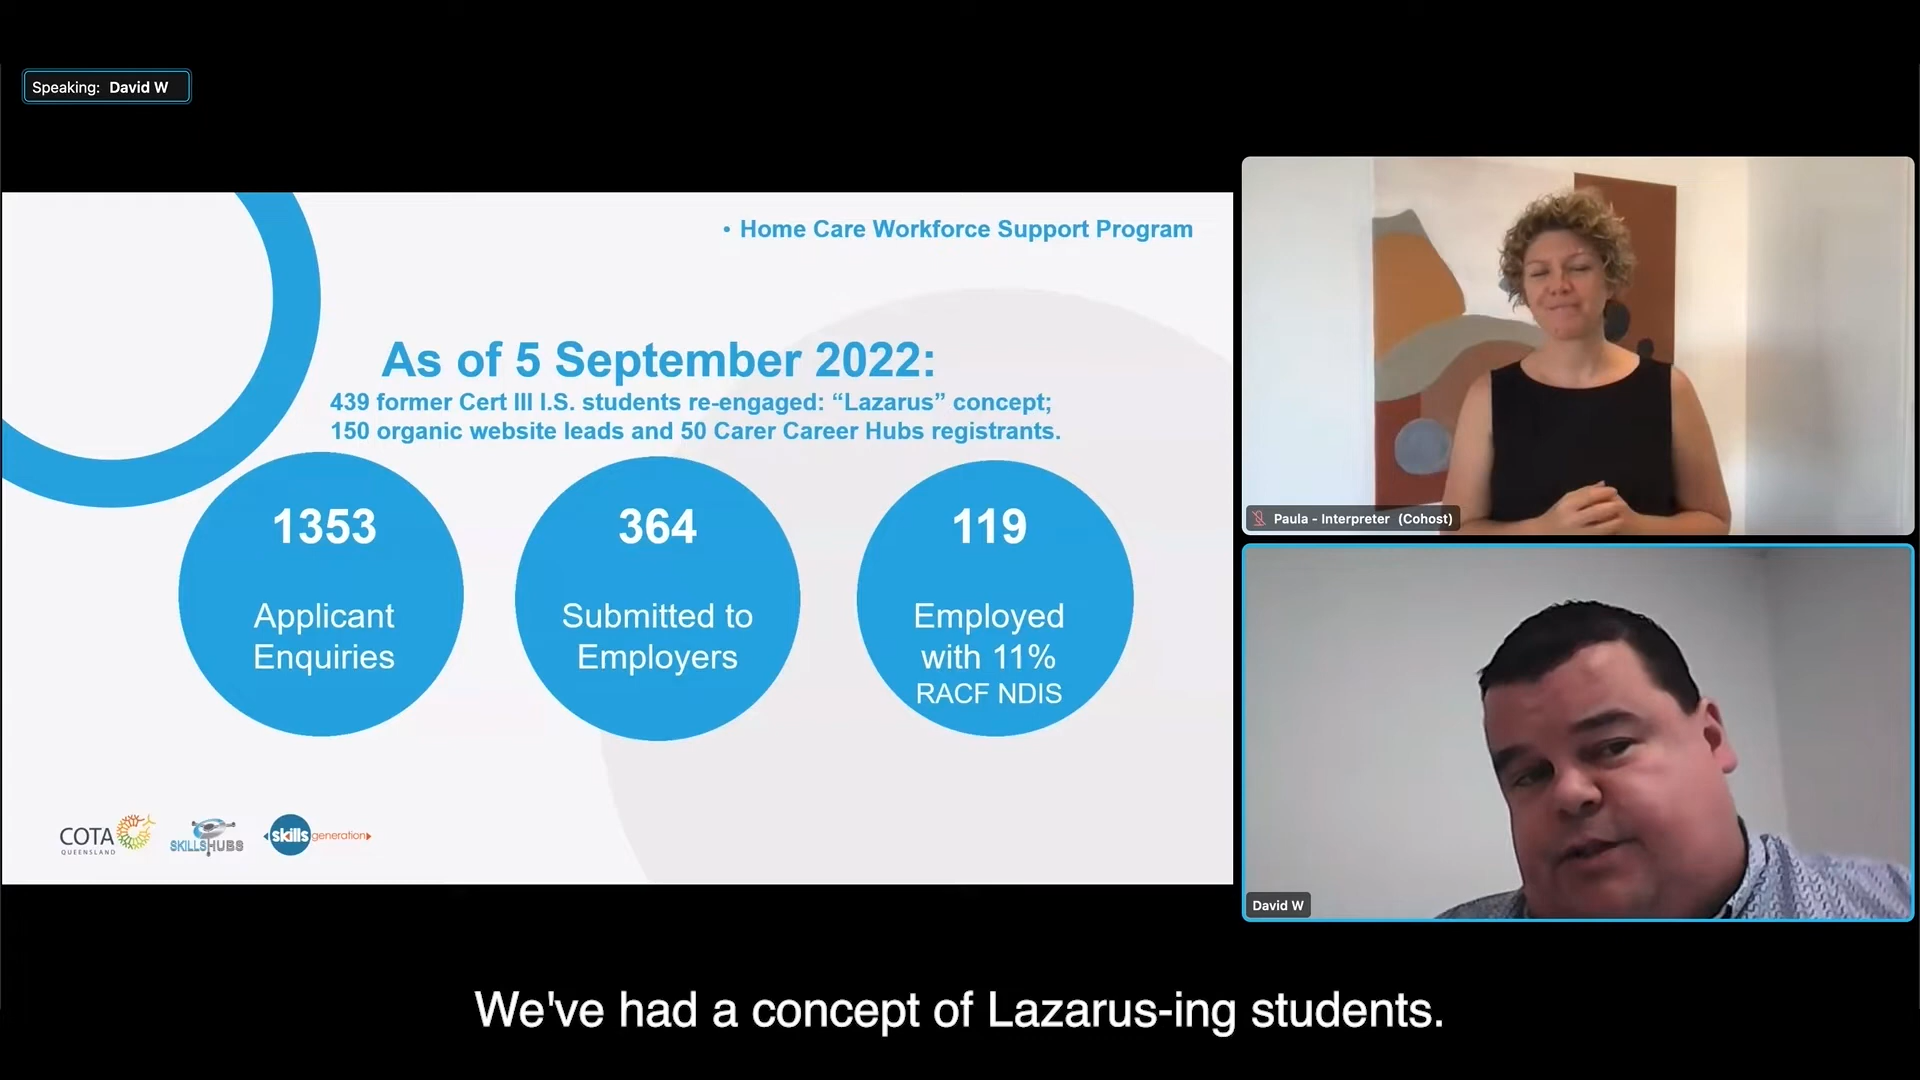 Speaking: David W
• Home Care Workforce Support Program
As of 5 September 2022:
439 former Cert III I.S. students re-engaged: “Lazarus” concept;
150 organic website leads and 50 Carer Career Hubs registrants.
1353
Applicant
Enquiries
364
Submitted to
Employers
119
Employed
with 11%
RACF NDIS
COTA
QUEENSLAND
SKILLSHUBS
skills generation
Paula - Interpreter (Cohost)
David W
We've had a concept of Lazarus-ing students.